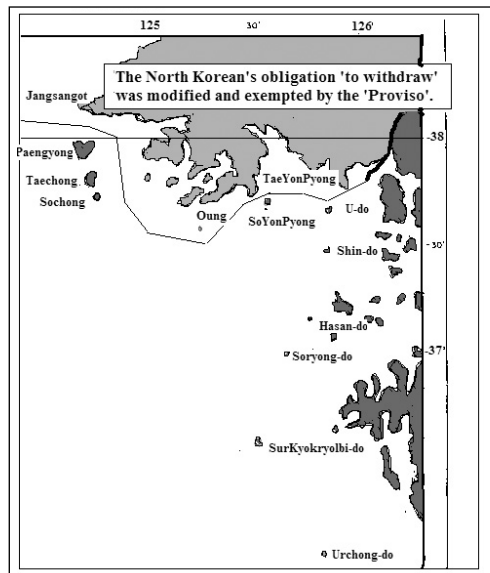 125 30' 126'
The North Korean's obligation 'to withdraw'
was modified and exempted by the 'Proviso'.
Jangsangot
-38
Paengyong
Taechong
TaeYonPyong
Sochong
Oung
SoYonPyong
U-do
-30'
Shin-do
Hasan-do
-37'
Soryong-do
SurKyokryolbi-do
Urchong-do